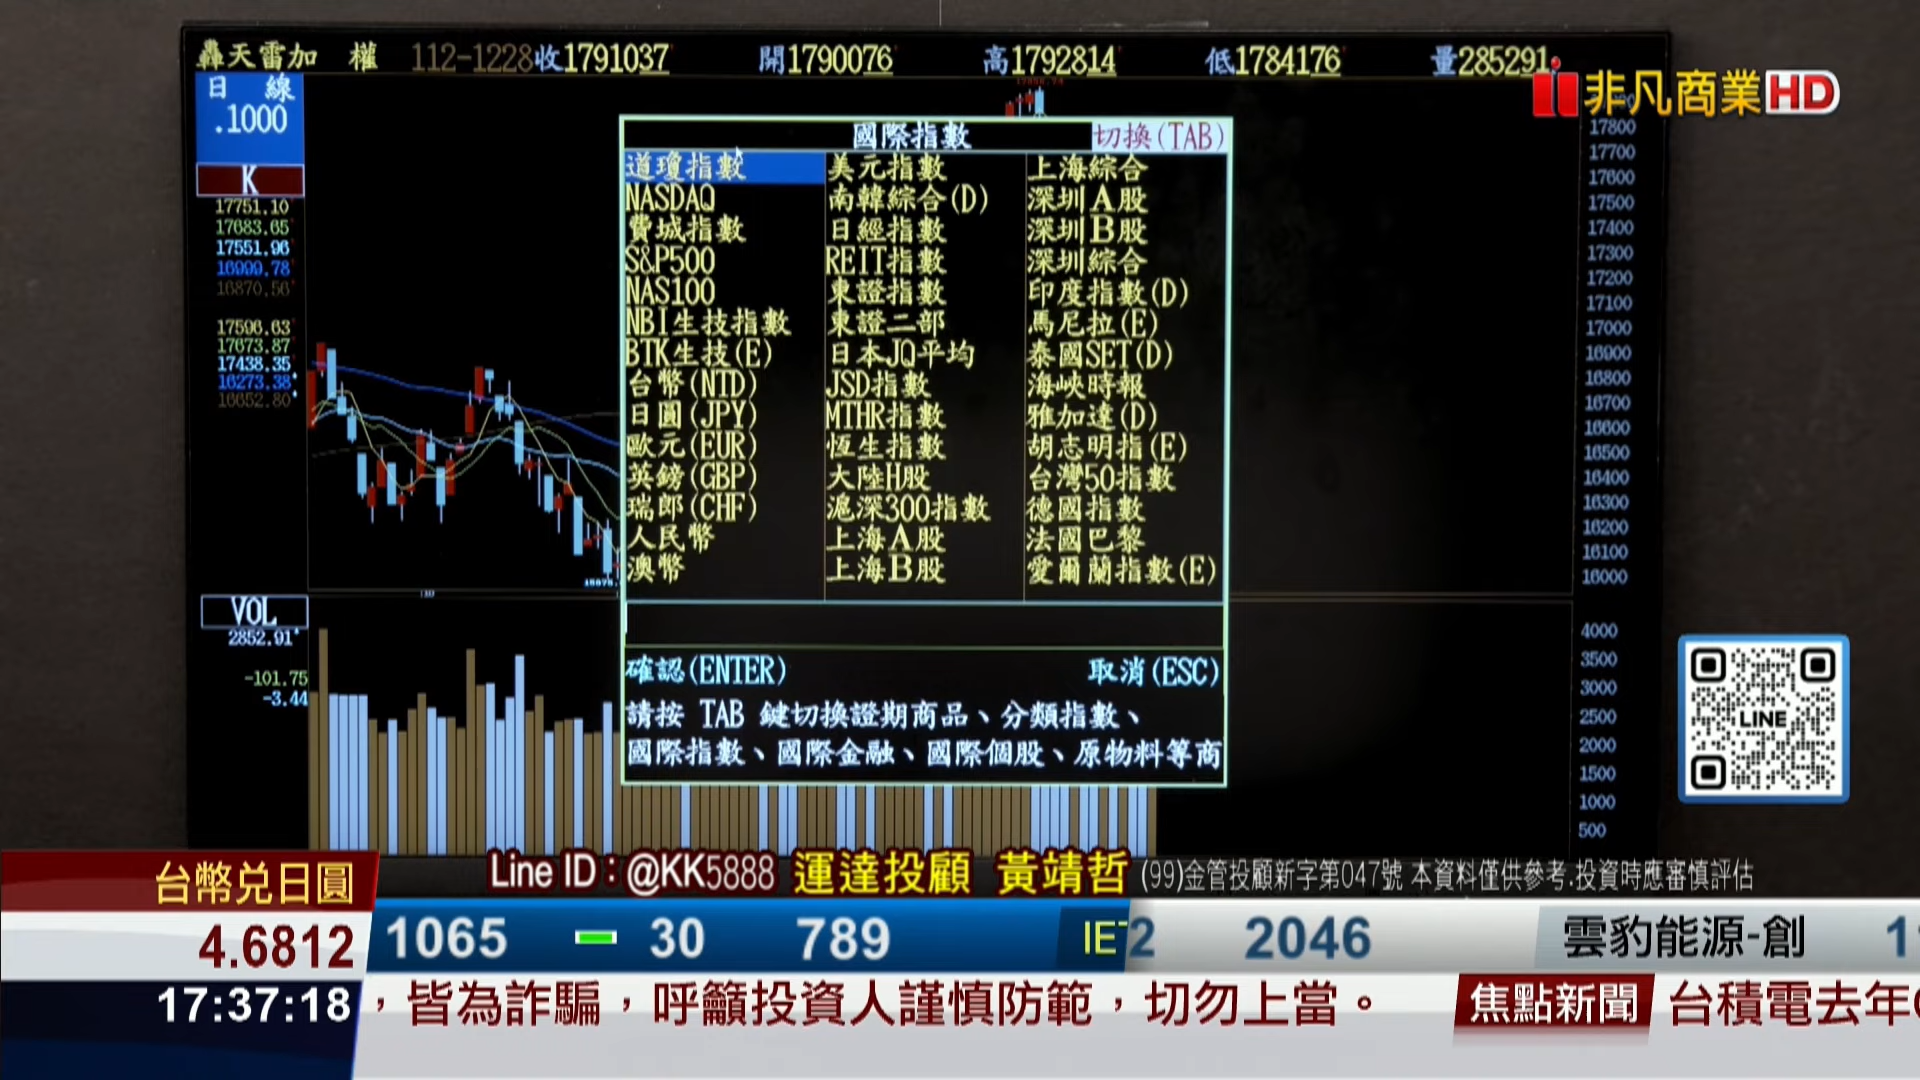 轟天雷加 權 112-1228收1791037 開1790076 高1792814 低1784176 量285291
非凡商業HD
日 線
.1000
K
17751.10
17683.65
17551.96
16999.78
16870.56
17596.63
17673.87
17438.35
16273.38
16652.80
國際指數 切換(TAB)
道瓊指數 美元指數 上海綜合
NASDAQ 南韓綜合(D) 深圳A股
費城指數 日經指數 深圳B股
S&P500 REIT指數 深圳綜合
NAS100 東證指數 印度指數(D)
NBI生技指數 東證二部 馬尼拉(E)
BTK生技(E) 日本JQ平均 泰國SET(D)
台幣(NTD) JSD指數 海峽時報
日圓(JPY) MTHR指數 雅加達(D)
歐元(EUR) 恆生指數 胡志明指(E)
英鎊(GBP) 大陸H股 台灣50指數
瑞郎(CHF) 滬深300指數 德國指數
人民幣 上海A股 法國巴黎
澳幣 上海B股 愛爾蘭指數(E)
確認(ENTER) 取消(ESC)
請按 TAB 鍵切換證期商品、分類指數、
國際指數、國際金融、國際個股、原物料等商
17800
17700
17600
17500
17400
17300
17200
17100
17000
16900
16800
16700
16600
16500
16400
16300
16200
16100
16000
VOL
2852.91
-101.75
-3.44
4000
3500
3000
2500
2000
1500
1000
500
LINE
Line ID：@KK5888 運達投顧 黃靖哲 (99)金管投顧新字第047號 本資料僅供參考.投資時應審慎評估
台幣兌日圓
4.6812
1065 30 789 2 2046 雲豹能源-創
17:37:18
，皆為詐騙，呼籲投資人謹慎防範，切勿上當。 焦點新聞 台積電去年